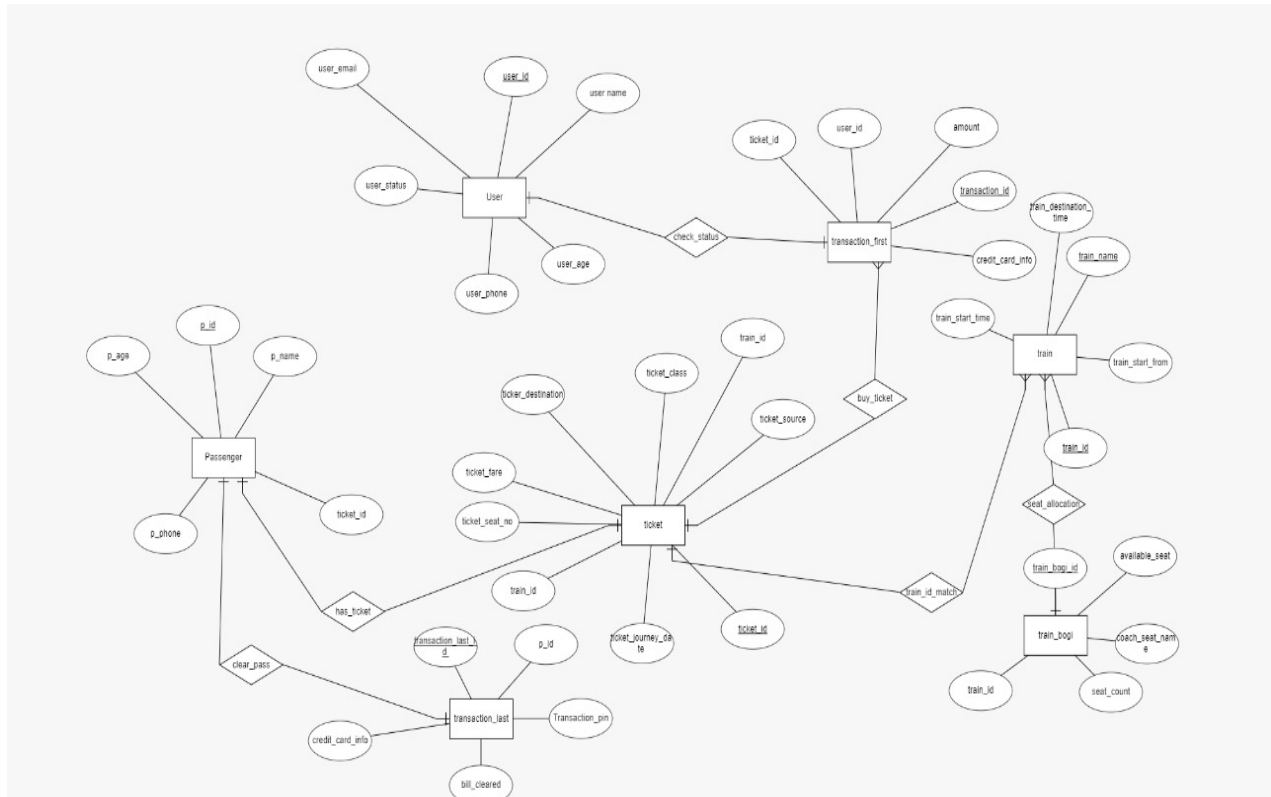 user_email
user_id
user name
user_status
User
user_age
user_phone
check_status
ticket_id
user_id
amount
transaction_id
transaction_first
credit_card_info
train_destination_
time
train_name
train_start_time
train
train_start_from
train_id
buy_ticket
p_id
p_age
p_name
Passenger
p_phone
ticket_id
train_id
ticket_class
ticker_destination
ticket_source
ticket_fare
ticket_seat_no
ticket
train_id
ticket_journey_da
te
ticket_id
has_ticket
train_id_match
seat_allocation
train_bogi_id
available_seat
train_bogi
coach_seat_nam
e
train_id
seat_count
clear_pass
transaction_last_i
d
p_id
transaction_last
Transaction_pin
credit_card_info
bill_cleared